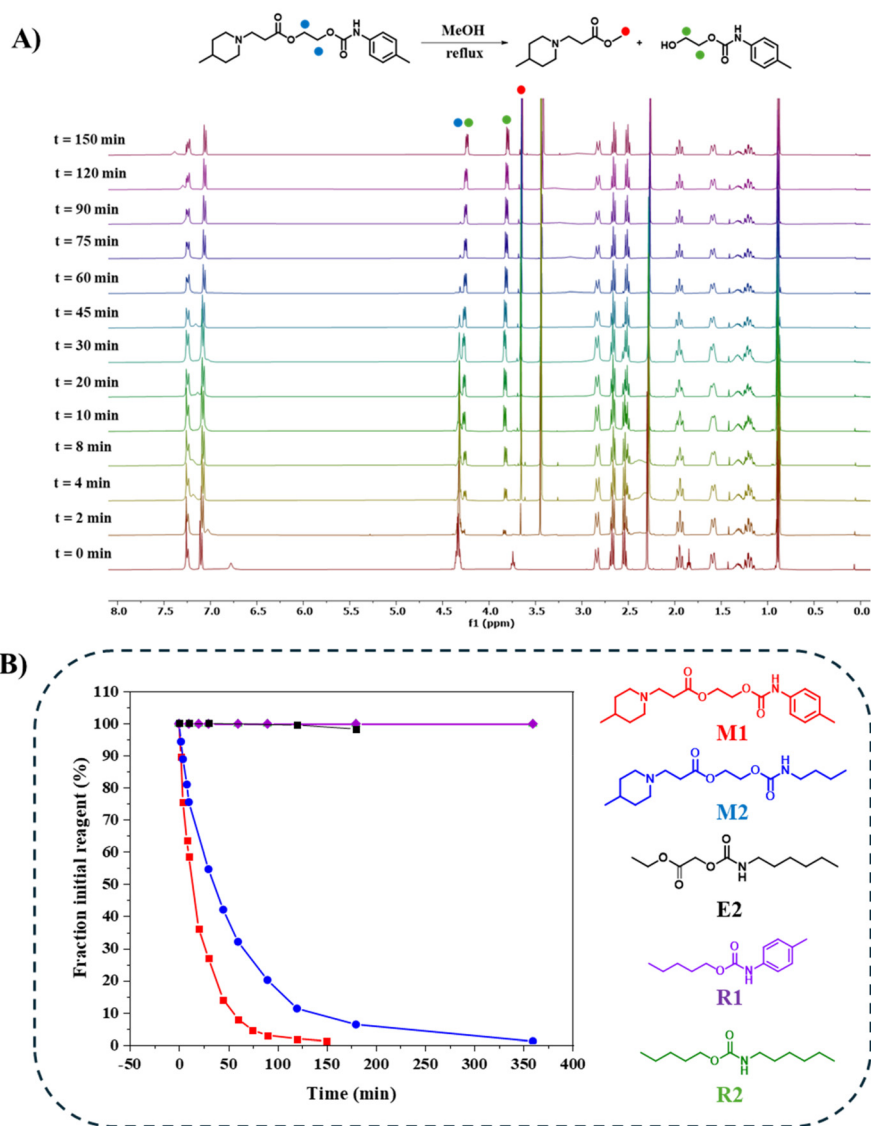 A)
MeOH
reflux
t = 150 min
t = 120 min
t = 90 min
t = 75 min
t = 60 min
t = 45 min
t = 30 min
t = 20 min
t = 10 min
t = 8 min
t = 4 min
t = 2 min
t = 0 min
8.0 7.5 7.0 6.5 6.0 5.5 5.0 4.5 4.0 3.5 3.0 2.5 2.0 1.5 1.0 0.5 0.0
f1 (ppm)
B)
Fraction initial reagent (%)
110
100
90
80
70
60
50
40
30
20
10
0
-50 0 50 100 150 200 250 300 350 400
Time (min)
M1
M2
E2
R1
R2